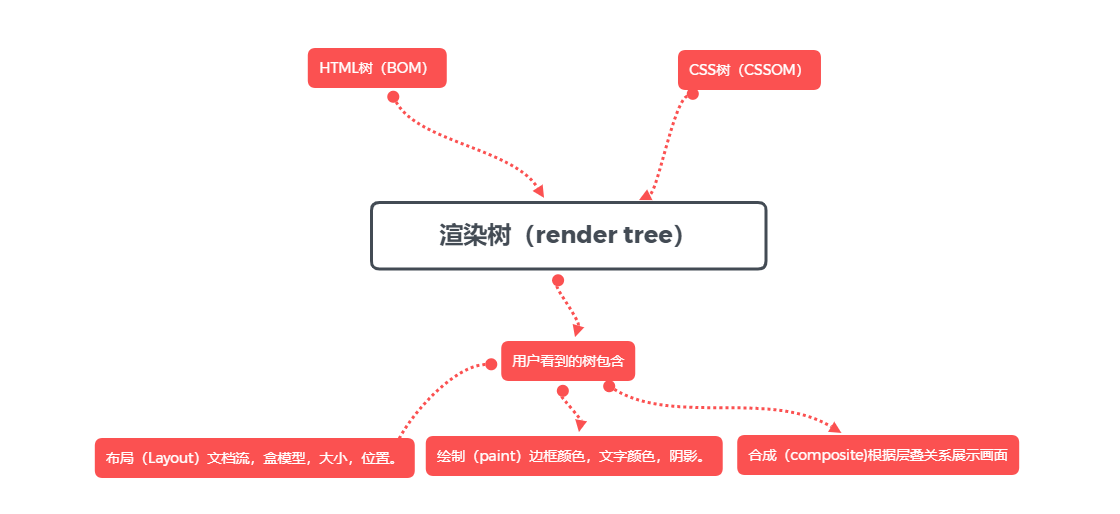 HTML树（BOM）
CSS树（CSSOM）
渲染树（render tree）
用户看到的树包含
布局（Layout）文档流，盒模型，大小，位置。
绘制（paint）边框颜色，文字颜色，阴影。
合成（composite)根据层叠关系展示画面